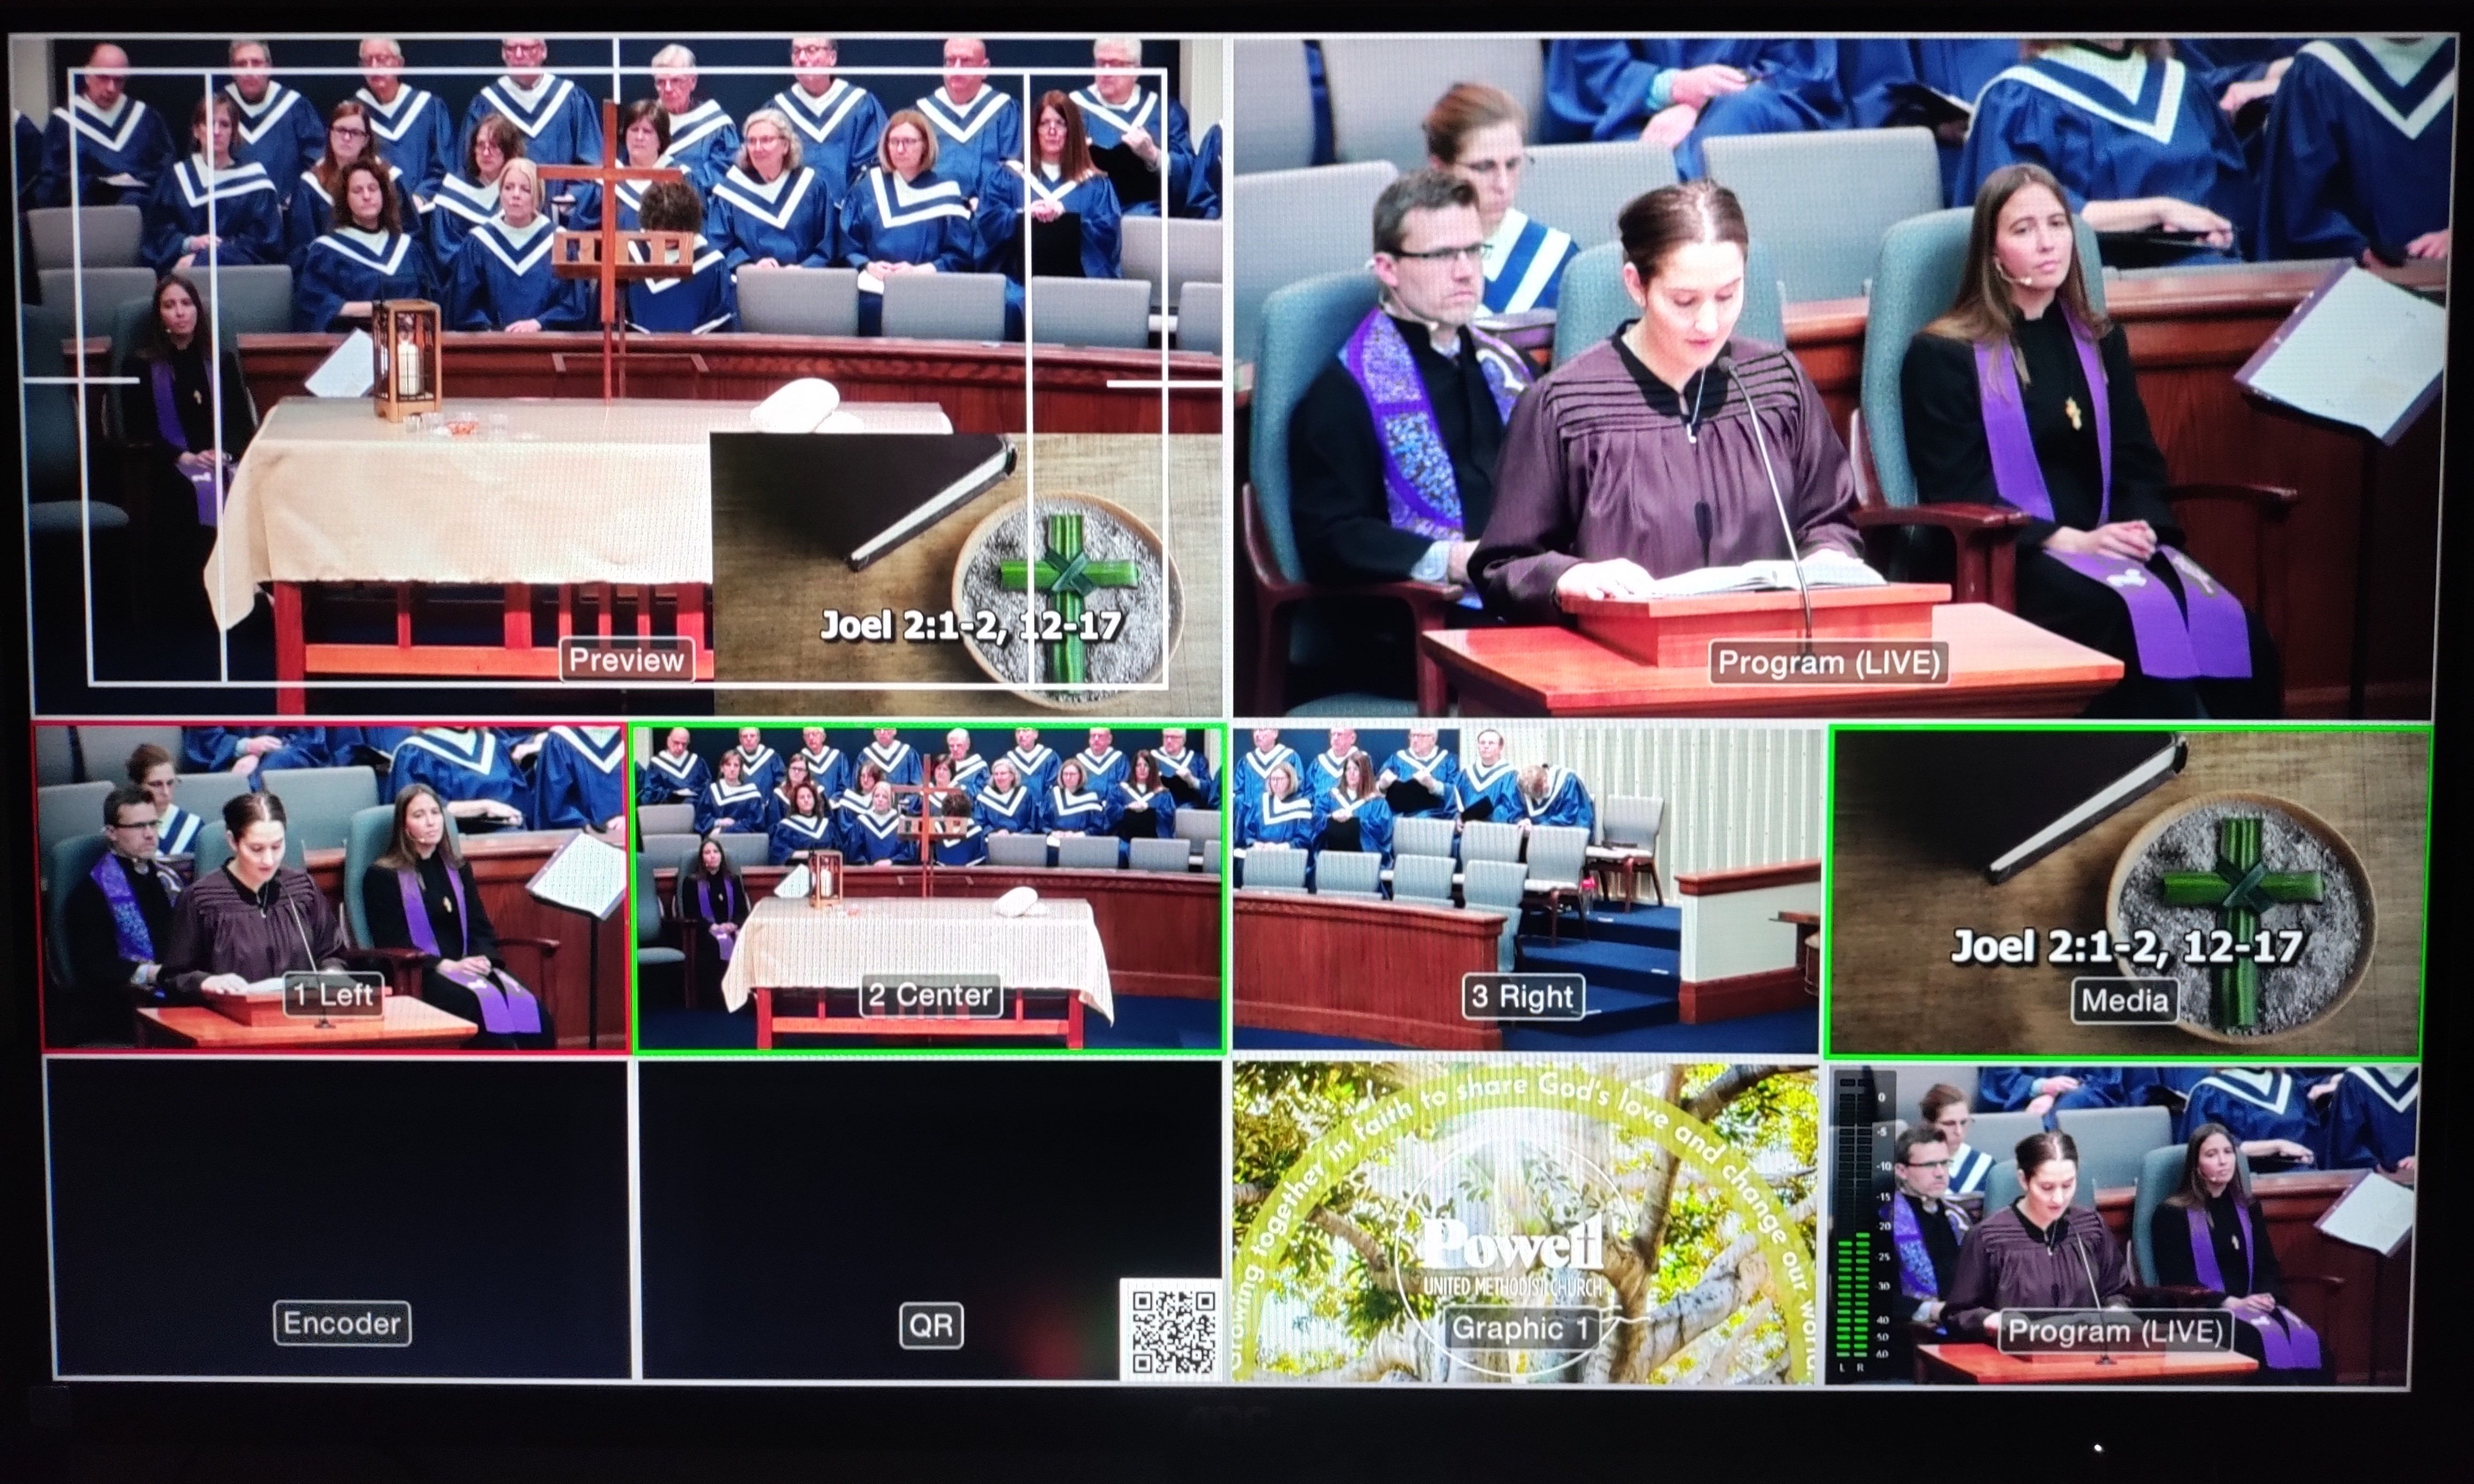 Joel 2:1-2, 12-17
Preview
Program (LIVE)
1 Left
2 Center
3 Right
Joel 2:1-2, 12-17
Media
Encoder
QR
Growing together in faith to share God's love and change our world
Powell
UNITED METHODIST CHURCH
Graphic 1
0
-5
-10
-15
20
25
-30
40
50
60
L R
Program (LIVE)